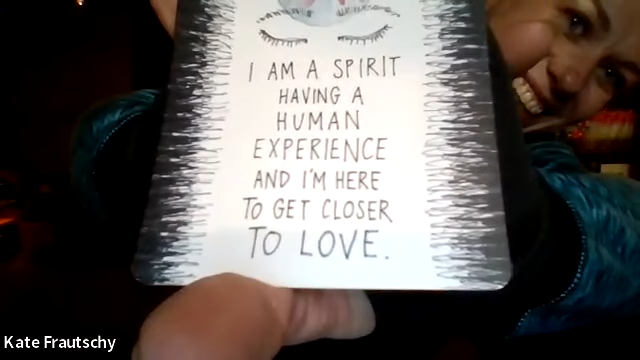 I AM A SPIRIT
HAVING A
HUMAN
EXPERIENCE
AND I'M HERE
TO GET CLOSER
TO LOVE.
Kate Frautschy